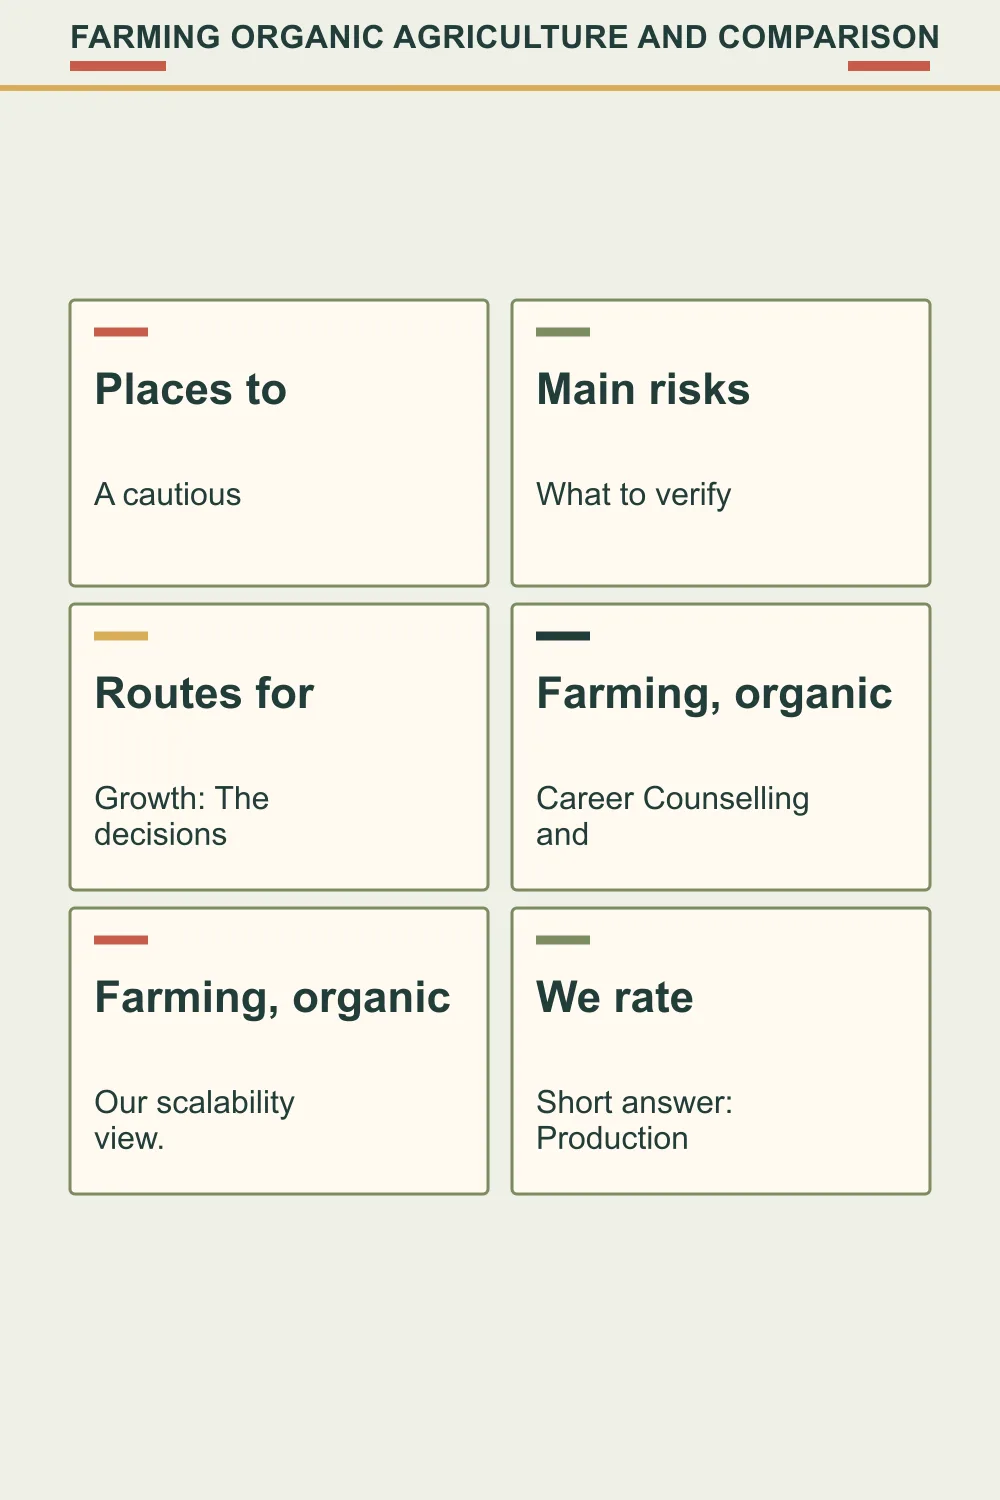 FARMING ORGANIC AGRICULTURE AND COMPARISON
Places to
A cautious
Main risks
What to verify
Routes for
Growth: The
decisions
Farming, organic
Career Counselling
and
Farming, organic
Our scalability
view.
We rate
Short answer:
Production